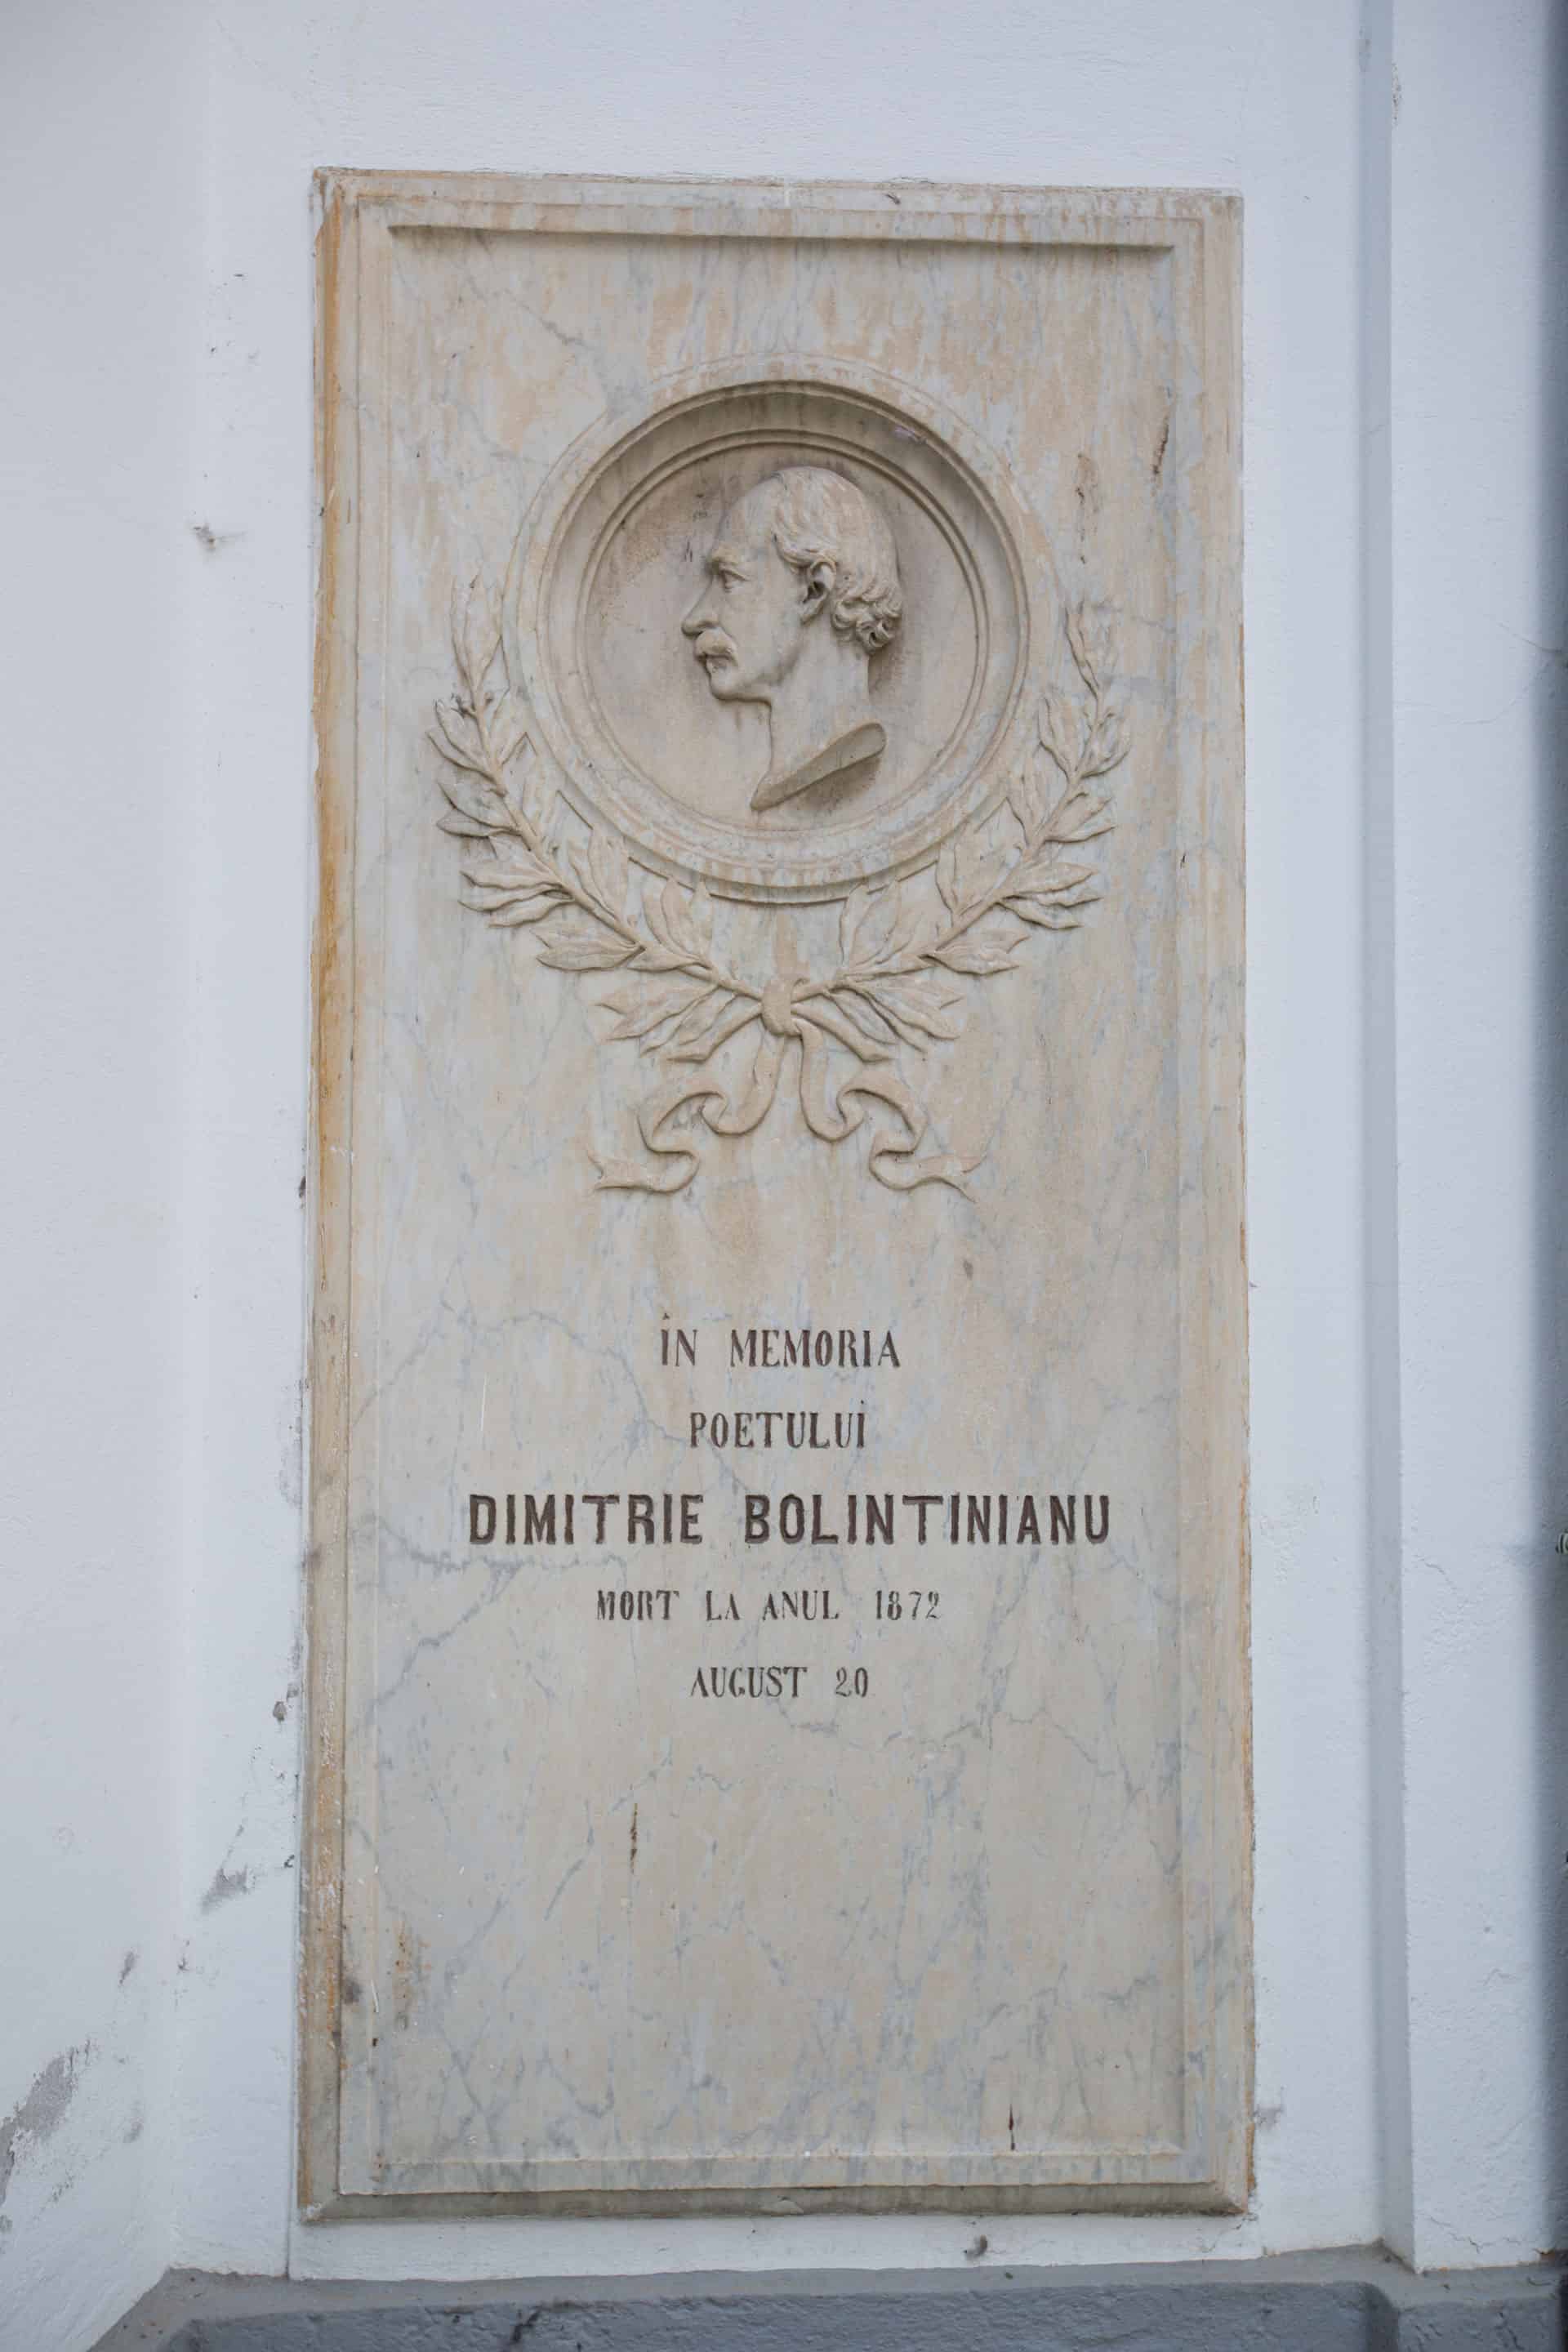 ÎN MEMORIA
POETULUI
DIMITRIE BOLINTINIANU
MORT LA ANUL 1872
AUGUST 20